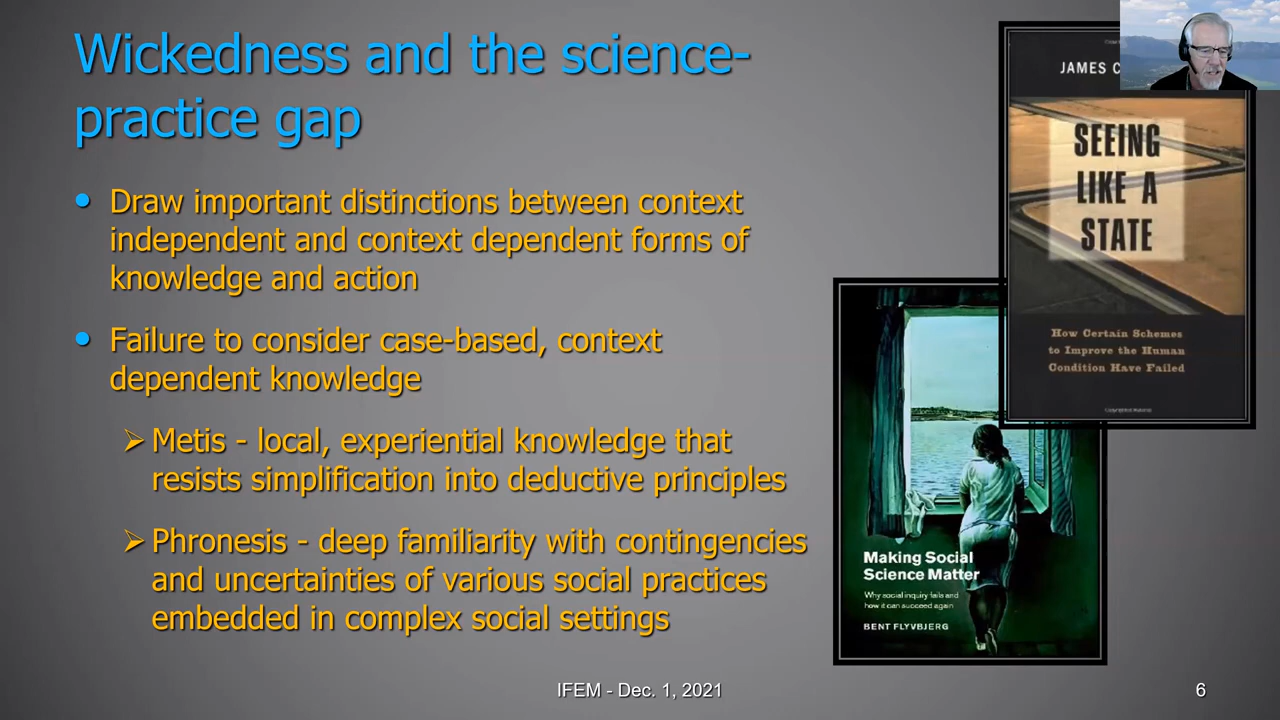 Wickedness and the science-
practice gap
Draw important distinctions between context
independent and context dependent forms of
knowledge and action
Failure to consider case-based, context
dependent knowledge
Metis - local, experiential knowledge that
resists simplification into deductive principles
Phronesis - deep familiarity with contingencies
and uncertainties of various social practices
embedded in complex social settings
JAMES C
SEEING
LIKE A
STATE
How Certain Schemes
to Improve the Human
Condition Have Failed
Making Social
Science Matter
Why social inquiry fails and
how it can succeed again
BENT FLYVBJERG
IFEM - Dec. 1, 2021
6